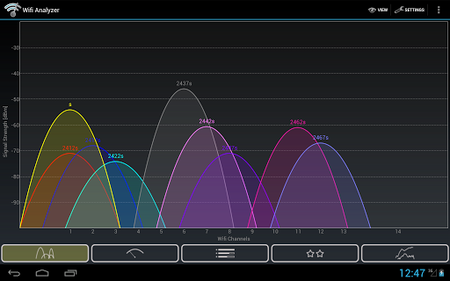 Wifi Analyzer
VIEW
SETTINGS
Signal Strength [dBm]
-30
-40
-50
-60
-70
-80
-90
s
2437s
2442s
2462s
2467s
2422s
1 2 3 4 5 6 7 8 9 10 11 12 13 14
Wifi Channels
12:47